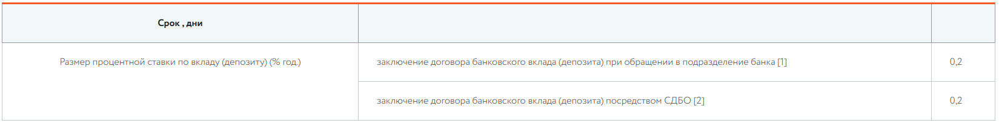 Срок , дни
Размер процентной ставки по вкладу (депозиту) (% год.)
заключение договора банковского вклада (депозита) при обращении в подразделение банка [1]
0,2
заключение договора банковского вклада (депозита) посредством СДБО [2]
0,2